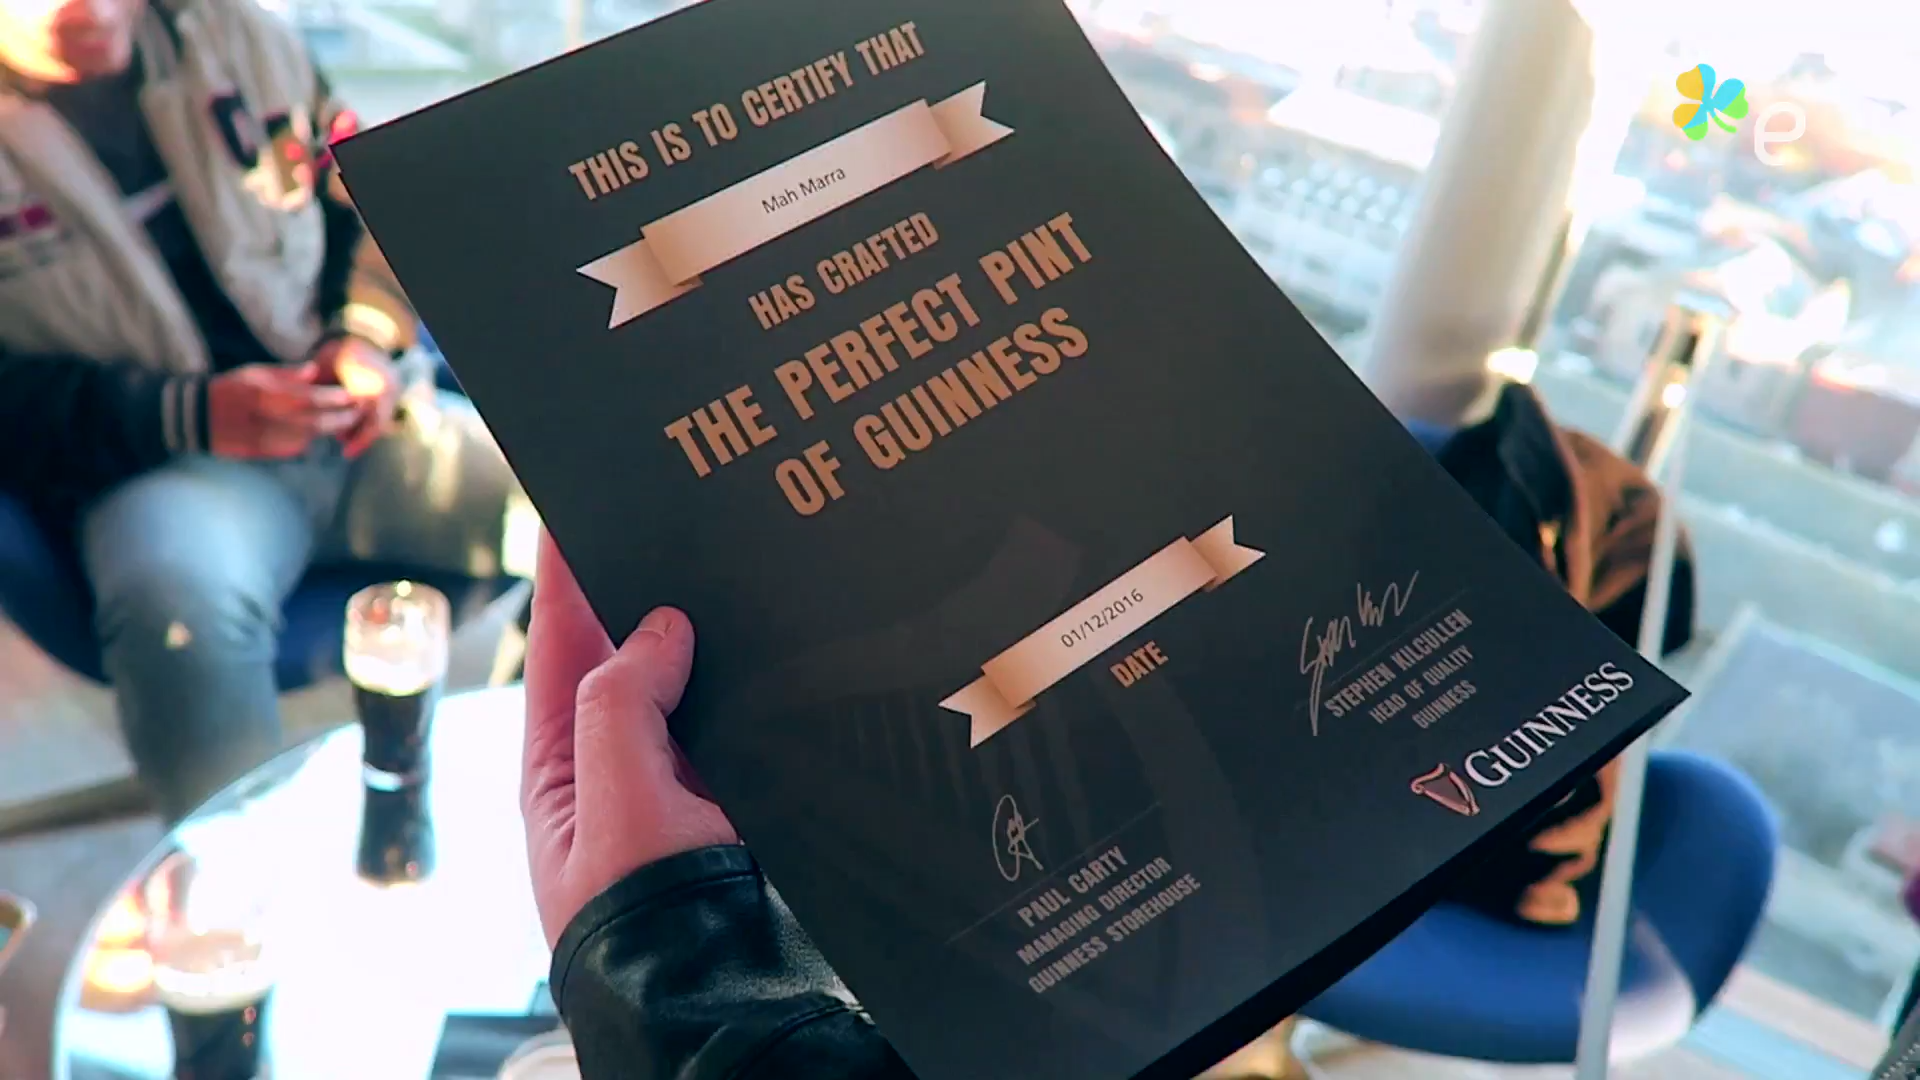 THIS IS TO CERTIFY THAT
Mah Marra
HAS CRAFTED
THE PERFECT PINT
OF GUINNESS
01/12/2016
DATE
STEPHEN KILCULLEN
HEAD OF QUALITY
GUINNESS
PAUL CARTY
MANAGING DIRECTOR
GUINNESS STOREHOUSE
GUINNESS
e